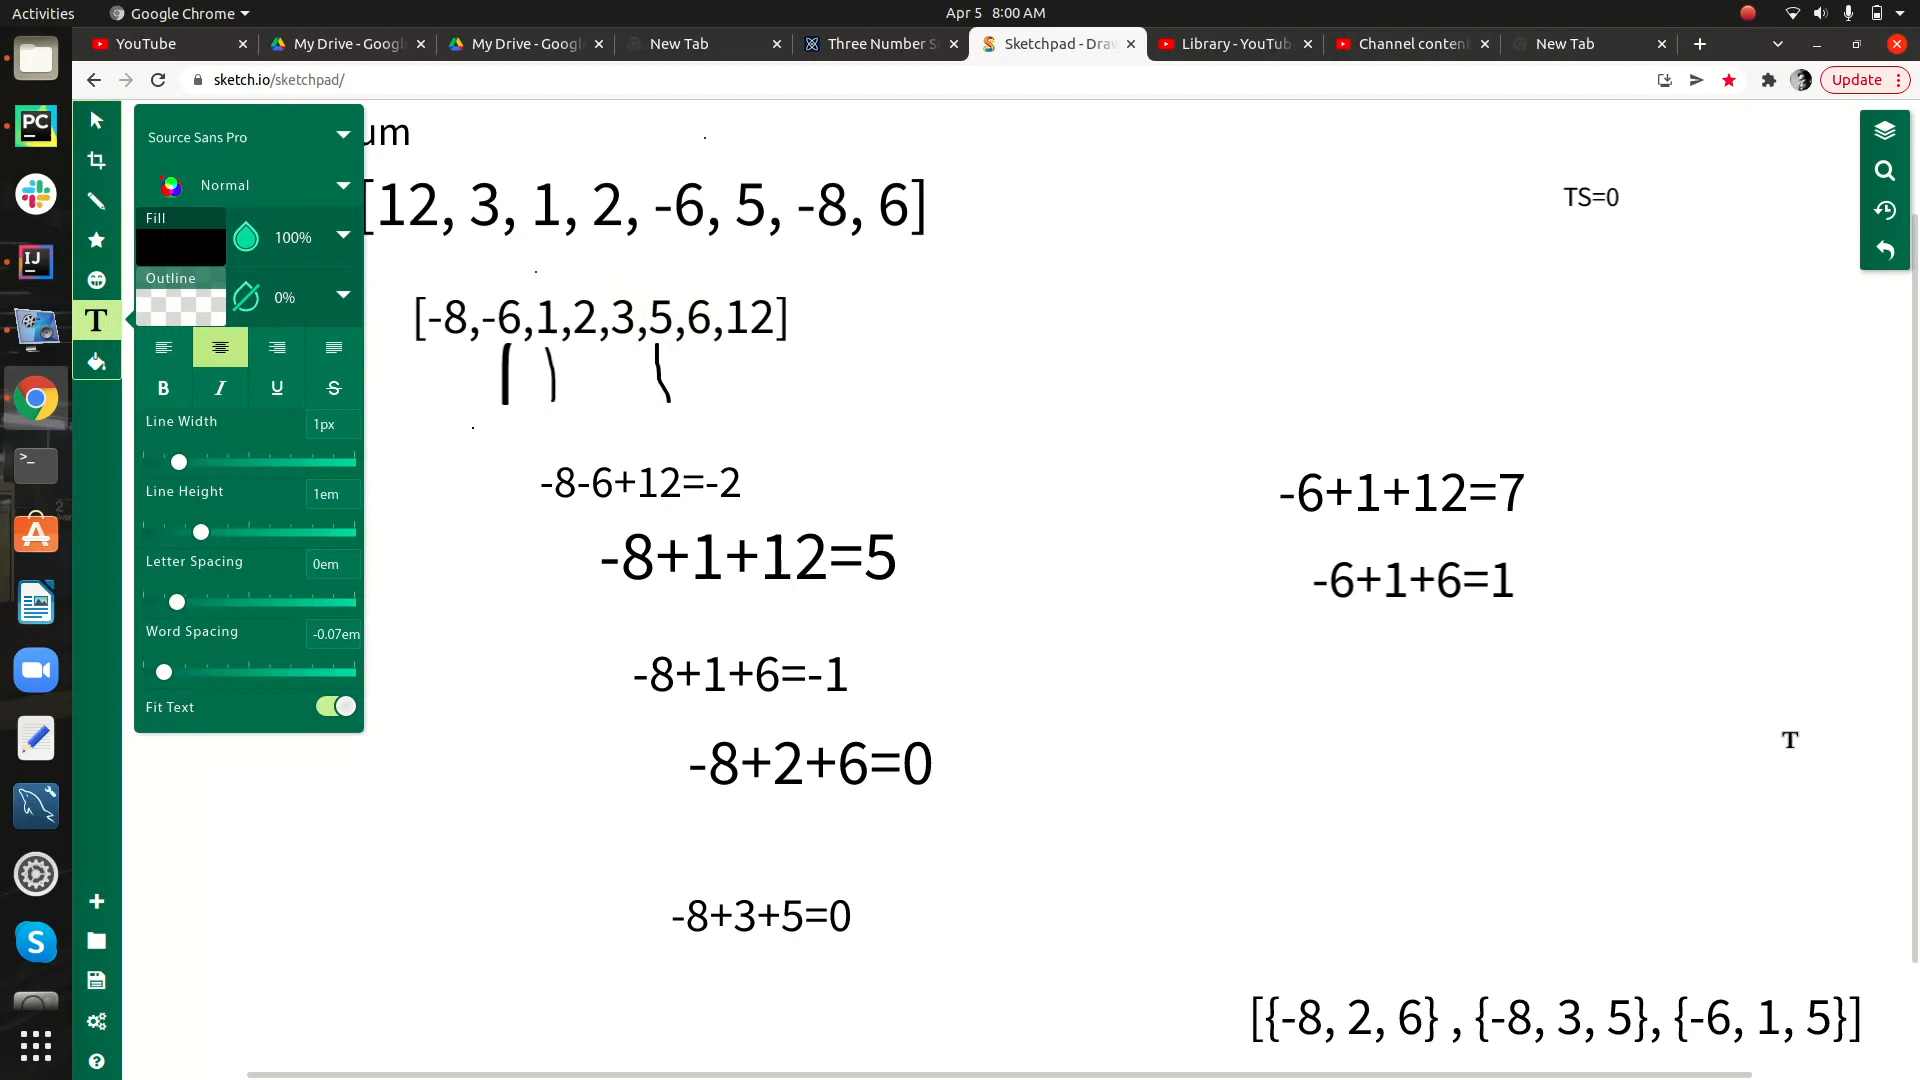 Activities
Google Chrome
Apr 5 8:00 AM
YouTube
My Drive - Googl
My Drive - Googl
New Tab
Three Number S
Sketchpad - Draw
Library - YouTub
Channel content
New Tab
sketch.io/sketchpad/
Update
Source Sans Pro
Normal
Fill
100%
Outline
0%
B I U S
Line Width
1px
Line Height
1em
Letter Spacing
0em
Word Spacing
-0.07em
Fit Text
T
PC
IJ
>_
S
um
[12, 3, 1, 2, -6, 5, -8, 6]
TS=0
[-8,-6,1,2,3,5,6,12]
-8-6+12=-2
-8+1+12=5
-8+1+6=-1
-8+2+6=0
-8+3+5=0
-6+1+12=7
-6+1+6=1
T
[{-8, 2, 6} , {-8, 3, 5}, {-6, 1, 5}]